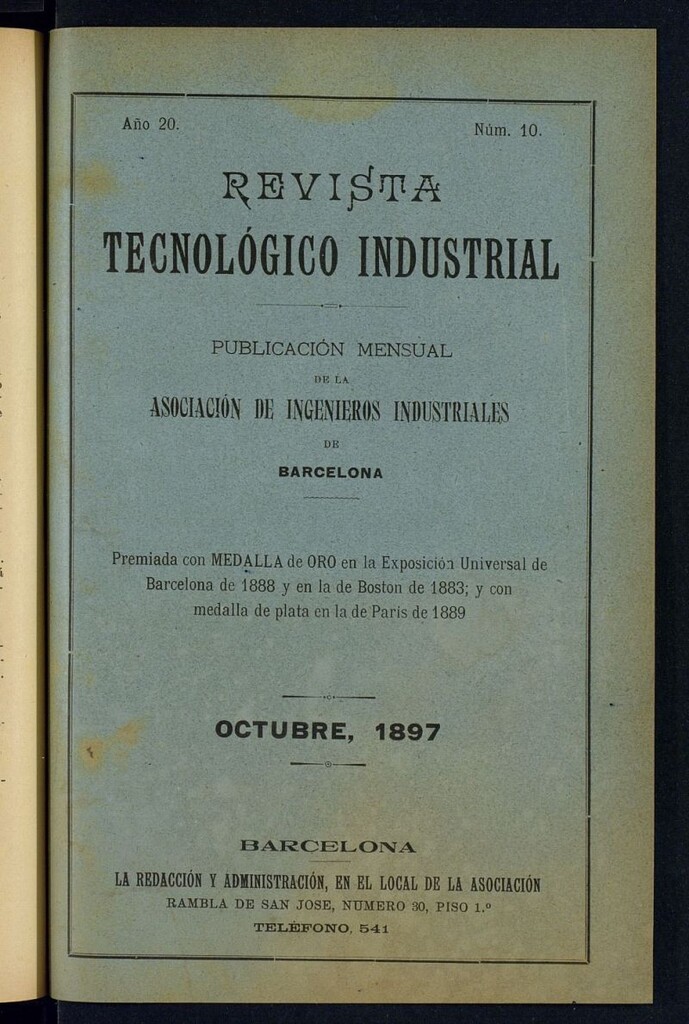 Año 20.
Núm. 10.
REVISTA
TECNOLÓGICO INDUSTRIAL
PUBLICACIÓN MENSUAL
DE LA
ASOCIACIÓN DE INGENIEROS INDUSTRIALES
DE
BARCELONA
Premiada con MEDALLA de ORO en la Exposición Universal de
Barcelona de 1888 y en la de Boston de 1883; y con
medalla de plata en la de París de 1889
OCTUBRE, 1897
BARCELONA
LA REDACCIÓN Y ADMINISTRACIÓN, EN EL LOCAL DE LA ASOCIACIÓN
RAMBLA DE SAN JOSE, NUMERO 30, PISO 1.º
TELÉFONO, 541